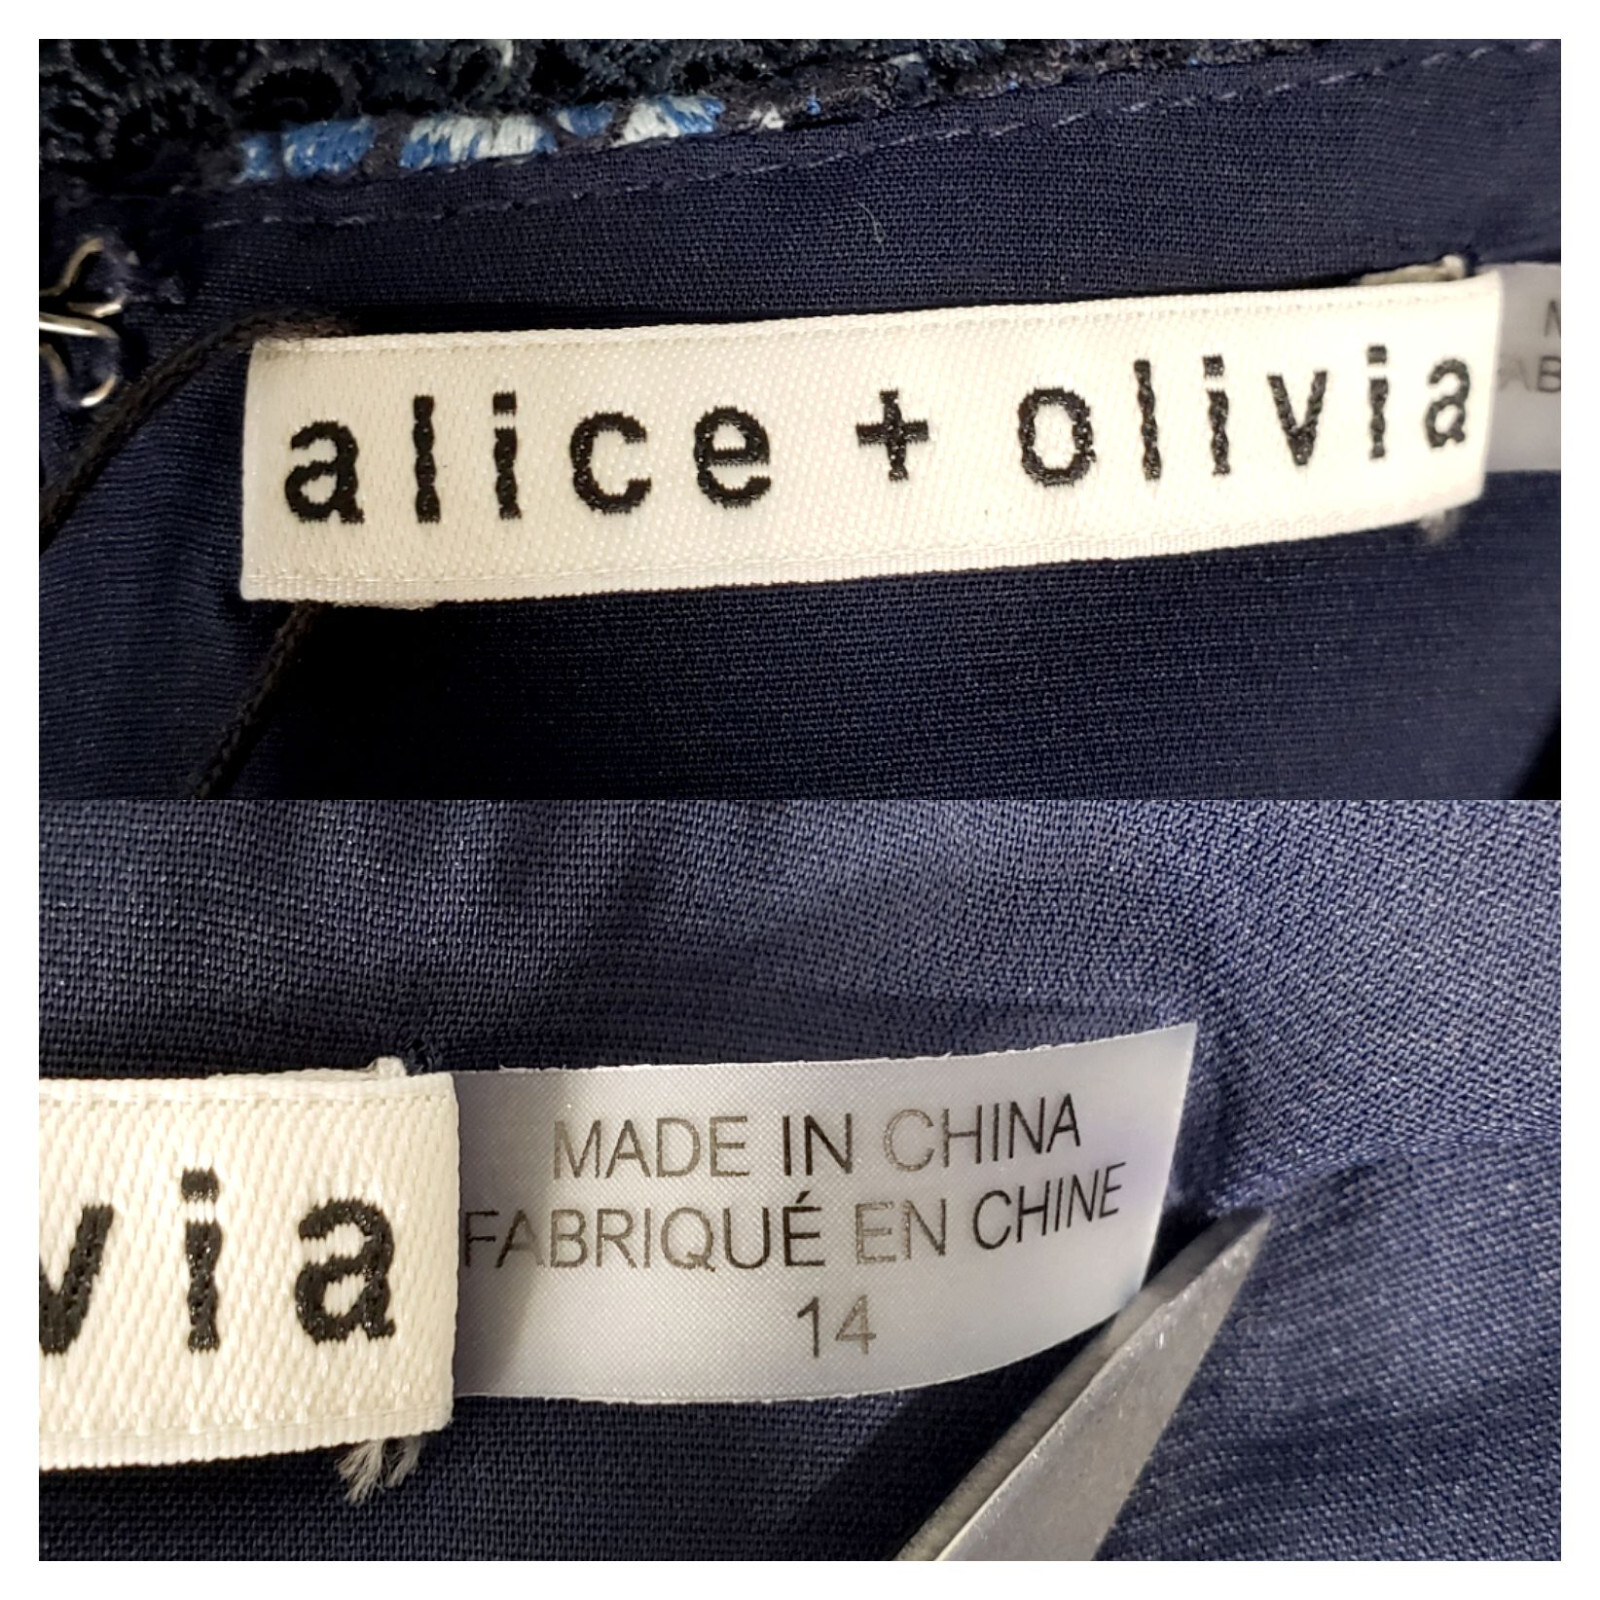 alice + olivia
via
MADE IN CHINA
FABRIQUÉ EN CHINE
14